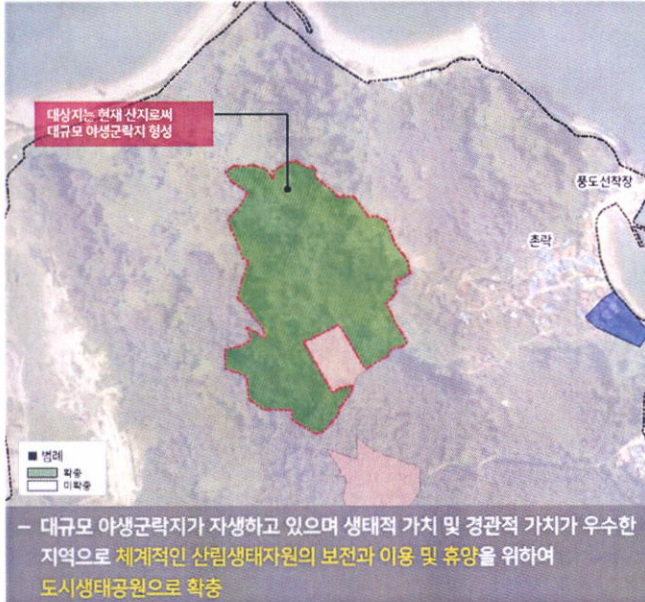 대상지는 현재 산지로써
대규모 야생군락지 형성
풍도선착장
촌락
■ 범례
확충
미확충
– 대규모 야생군락지가 자생하고 있으며 생태적 가치 및 경관적 가치가 우수한
지역으로 체계적인 산림생태자원의 보전과 이용 및 휴양을 위하여
도시생태공원으로 확충